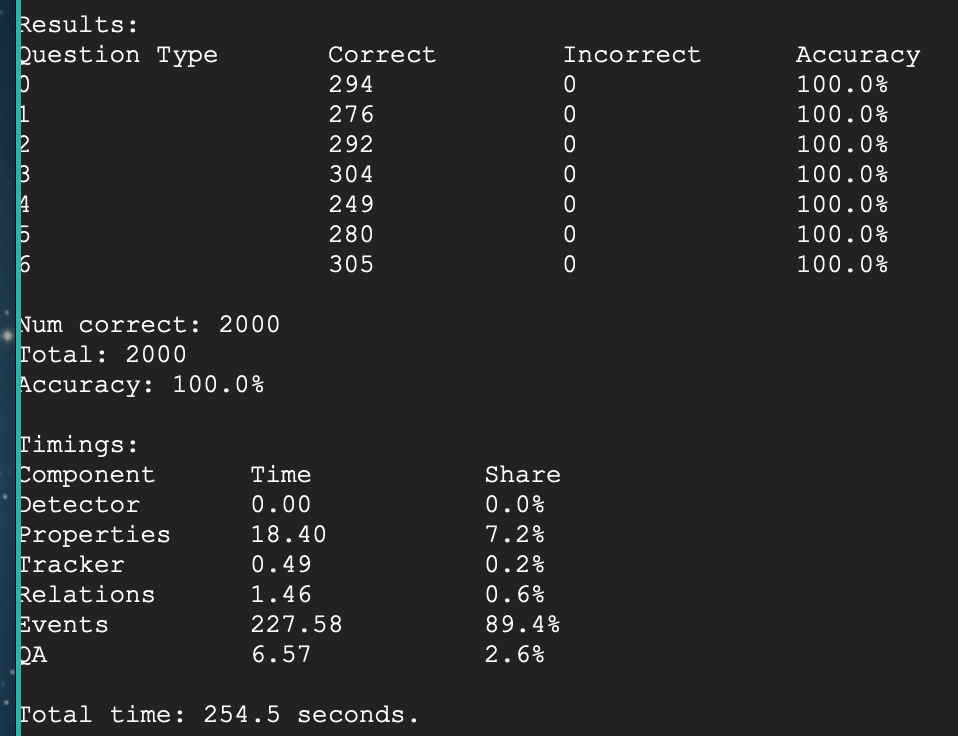 Results:
Question Type Correct Incorrect Accuracy
0 294 0 100.0%
1 276 0 100.0%
2 292 0 100.0%
3 304 0 100.0%
4 249 0 100.0%
5 280 0 100.0%
6 305 0 100.0%
Num correct: 2000
Total: 2000
Accuracy: 100.0%
Timings:
Component Time Share
Detector 0.00 0.0%
Properties 18.40 7.2%
Tracker 0.49 0.2%
Relations 1.46 0.6%
Events 227.58 89.4%
QA 6.57 2.6%
Total time: 254.5 seconds.